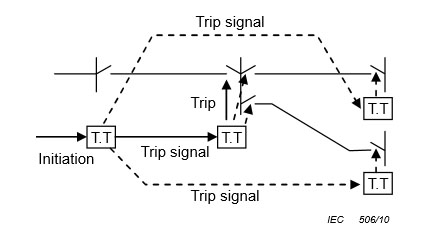 Trip signal
Trip
T.T
T.T
T.T
Initiation
Trip signal
T.T
Trip signal
IEC 506/10